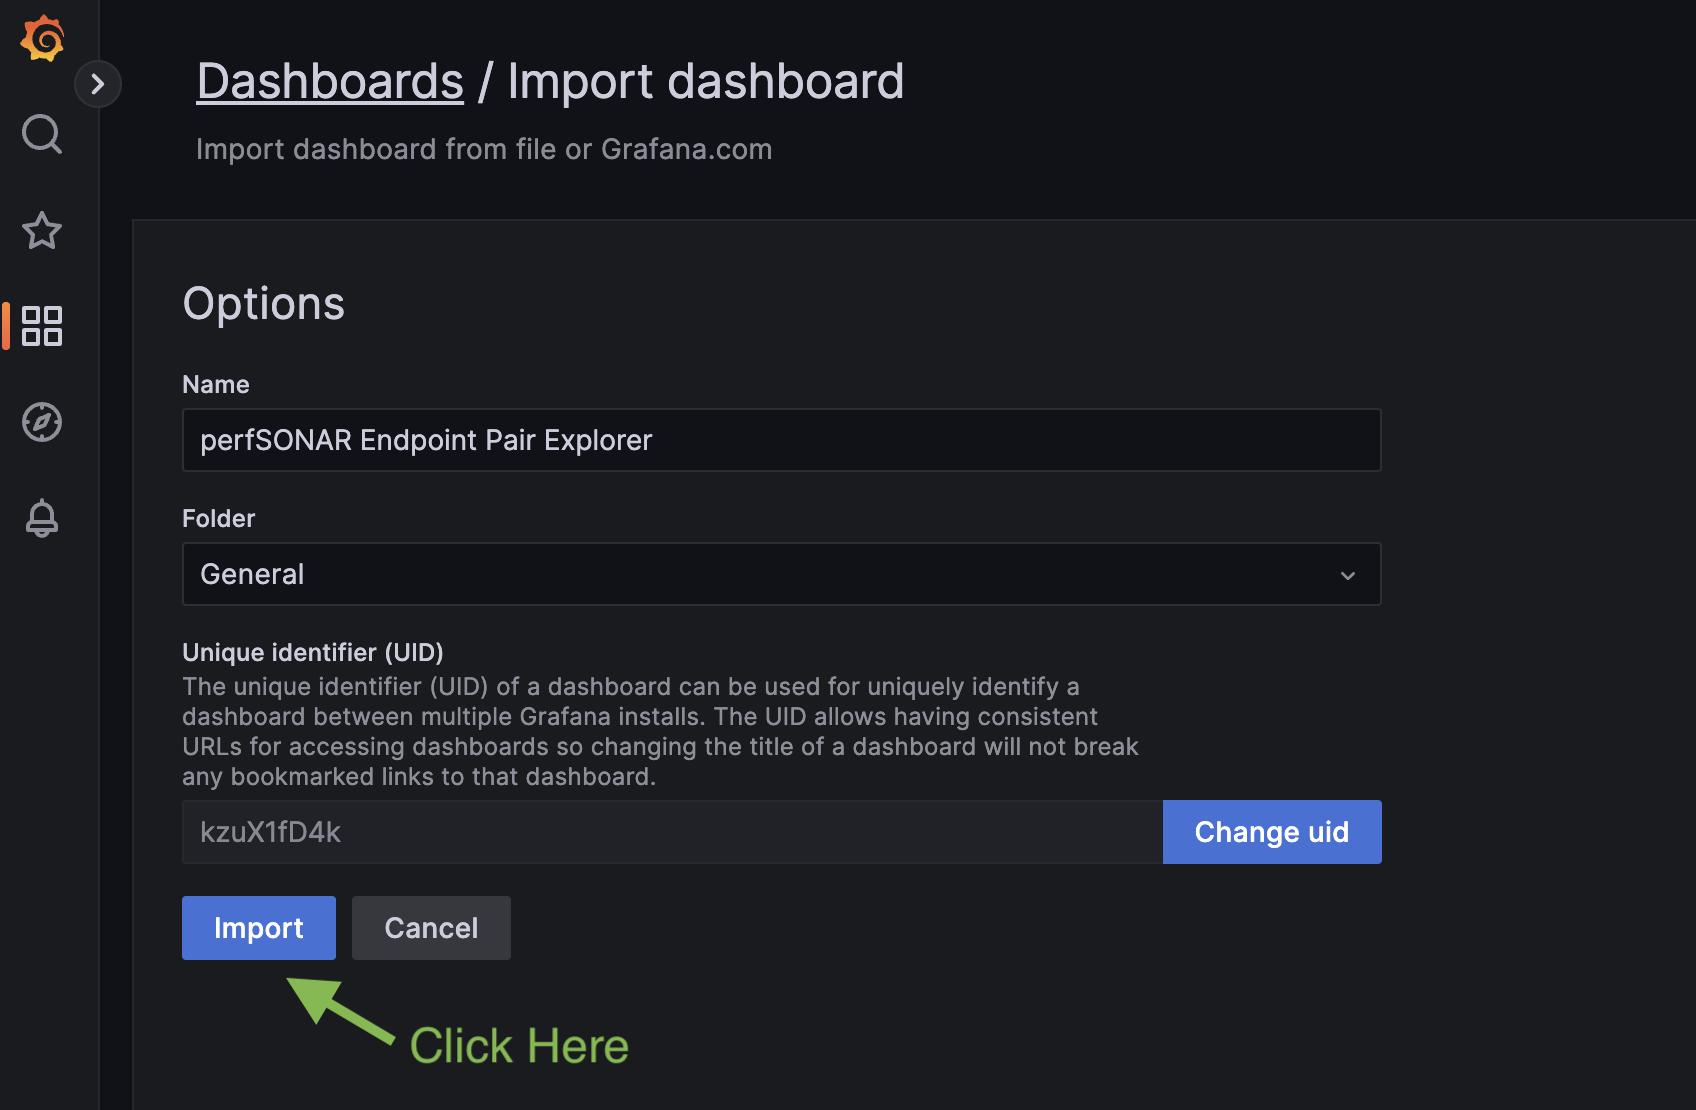 Dashboards / Import dashboard
Import dashboard from file or Grafana.com
Options
Name
perfSONAR Endpoint Pair Explorer
Folder
General
Unique identifier (UID)
The unique identifier (UID) of a dashboard can be used for uniquely identify a
dashboard between multiple Grafana installs. The UID allows having consistent
URLs for accessing dashboards so changing the title of a dashboard will not break
any bookmarked links to that dashboard.
kzuX1fD4k
Change uid
Import
Cancel
Click Here